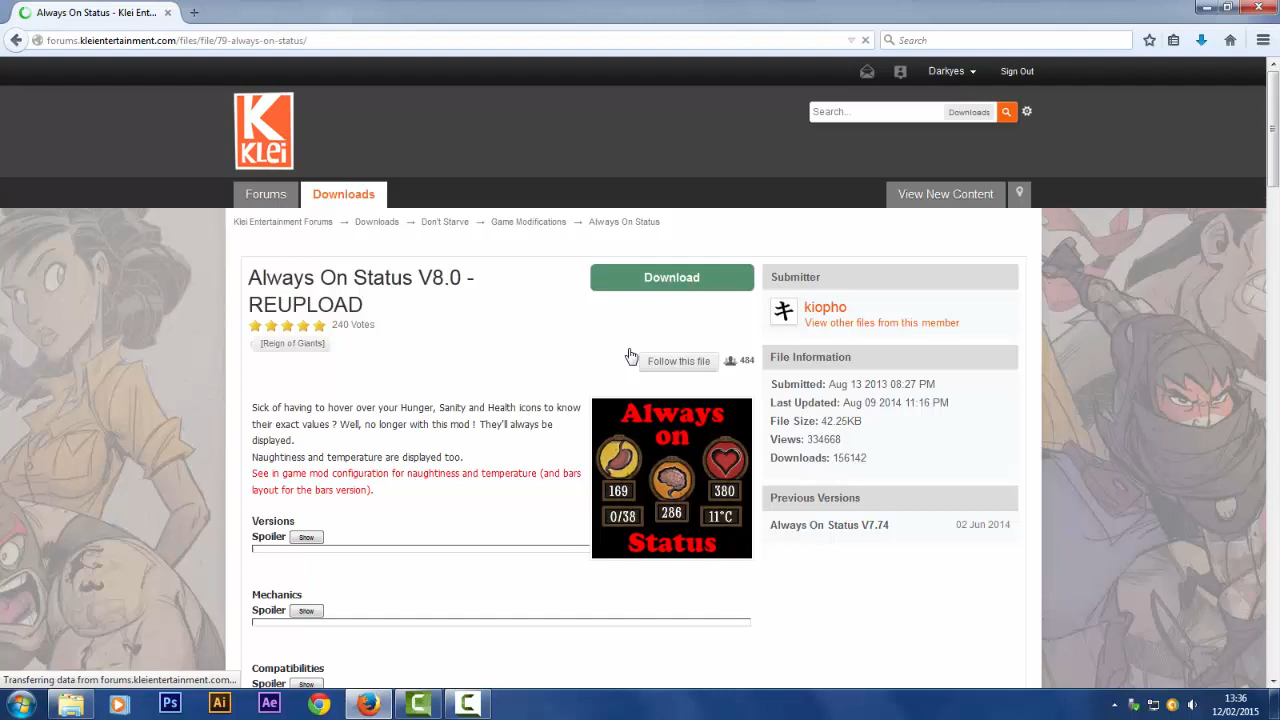 Always On Status - Klei Ent...
forums.kleientertainment.com/files/file/79-always-on-status/
Search
Darkyes
Sign Out
Search...
Downloads
K
KLEI
Forums
Downloads
View New Content
Klei Entertainment Forums → Downloads → Don't Starve → Game Modifications → Always On Status
Always On Status V8.0 -
REUPLOAD
240 Votes
[Reign of Giants]
Download
Follow this file
484
Sick of having to hover over your Hunger, Sanity and Health icons to know
their exact values ? Well, no longer with this mod ! They'll always be
displayed.
Naughtiness and temperature are displayed too.
See in game mod configuration for naughtiness and temperature (and bars
layout for the bars version).
Versions
Spoiler Show
Mechanics
Spoiler Show
Compatibilities
Spoiler Show
Always
on
169
380
0/38
286
11°C
Status
Submitter
キ
kiopho
View other files from this member
File Information
Submitted: Aug 13 2013 08:27 PM
Last Updated: Aug 09 2014 11:16 PM
File Size: 42.25KB
Views: 334668
Downloads: 156142
Previous Versions
Always On Status V7.74
02 Jun 2014
Transferring data from forums.kleientertainment.com...
Ps
Ai
Ae
C
C
13:36
12/02/2015